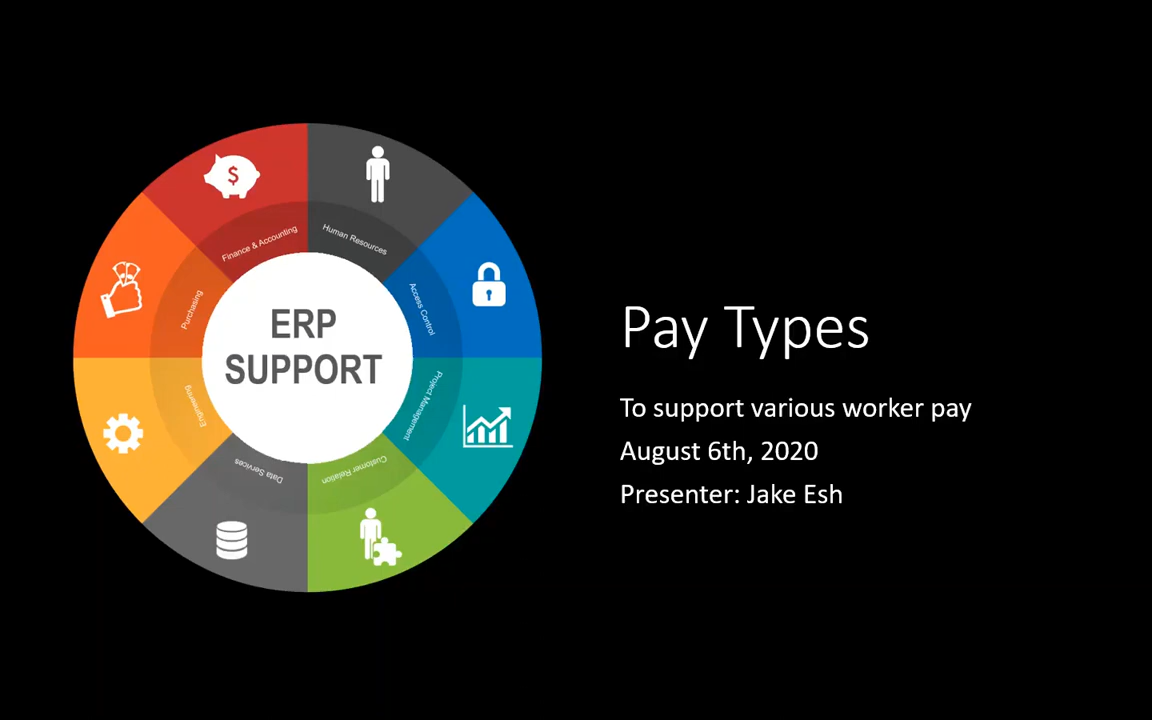 Finance & Accounting
Human Resources
Access Control
Project Management
Customer Relation
Data Services
Engineering
Purchasing
ERP
SUPPORT
Pay Types
To support various worker pay
August 6th, 2020
Presenter: Jake Esh